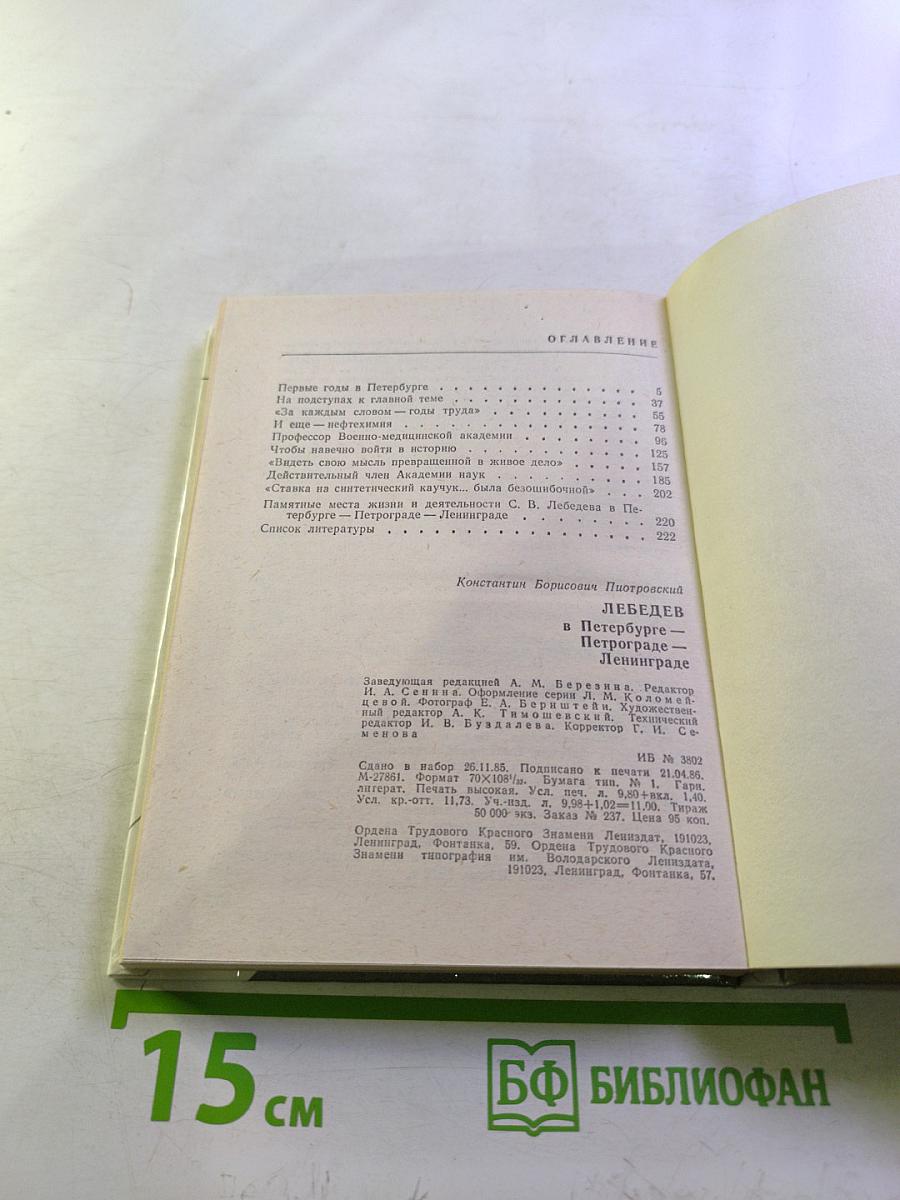 ОГЛАВЛЕНИЕ
Первые годы в Петербурге . . . . . . . . . . . . . . 5
На подступах к главной теме . . . . . . . . . . . . . 37
«За каждым словом — годы труда» . . . . . . . . . . 55
И еще — нефтехимия . . . . . . . . . . . . . . . 78
Профессор Военно-медицинской академии . . . . . . . . 96
Чтобы навечно войти в историю . . . . . . . . . . . 125
«Видеть свою мысль превращенной в живое дело» . . . . . 157
Действительный член Академии наук . . . . . . . . . . 185
«Ставка на синтетический каучук... была безошибочной» . . . 202
Памятные места жизни и деятельности С. В. Лебедева в Пе-
тербурге — Петрограде — Ленинграде . . . . . . . . 220
Список литературы . . . . . . . . . . . . . . . . . 222
Константин Борисович Пиотровский
ЛЕБЕДЕВ
в Петербурге —
Петрограде —
Ленинграде
Заведующая редакцией А. М. Березина. Редактор
И. А. Сенина. Оформление серии Л. М. Коломей-
цевой. Фотограф Е. А. Бернштейн. Художествен-
ный редактор А. К. Тимошевский. Технический
редактор И. В. Буздалева. Корректор Г. И. Се-
менова
ИБ № 3802
Сдано в набор 26.11.85. Подписано к печати 21.04.86.
М-27861. Формат 70×108¹/₃₂. Бумага тип. № 1. Гарн.
литерат. Печать высокая. Усл. печ. л. 9,80+вкл. 1,40.
Усл. кр.-отт. 11,73. Уч.-изд. л. 9,98+1,02=11,00. Тираж
50 000 экз. Заказ № 237. Цена 95 коп.
Ордена Трудового Красного Знамени Лениздат, 191023,
Ленинград, Фонтанка, 59. Ордена Трудового Красного
Знамени типография им. Володарского Лениздата,
191023, Ленинград, Фонтанка, 57.
15 см
БФ БИБЛИОФАН